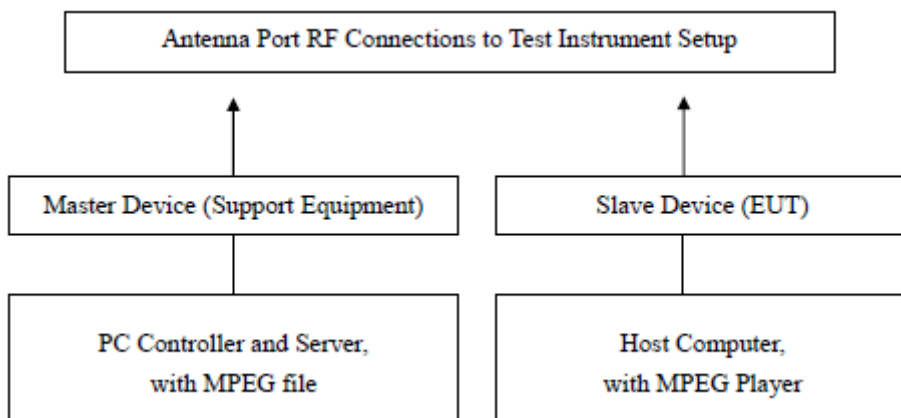 Antenna Port RF Connections to Test Instrument Setup
Master Device (Support Equipment)
Slave Device (EUT)
PC Controller and Server,
with MPEG file
Host Computer,
with MPEG Player